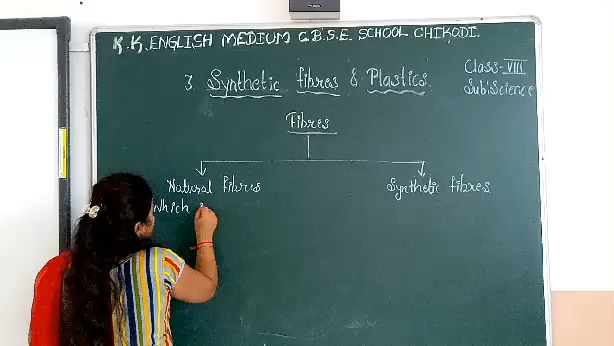 K.K. ENGLISH MEDIUM C.B.S.E. SCHOOL CHIKODI.
Class-VIII
3. Synthetic fibres & Plastics.
Sub:Science
Fibres
Natural Fibres
Synthetic fibres
Which